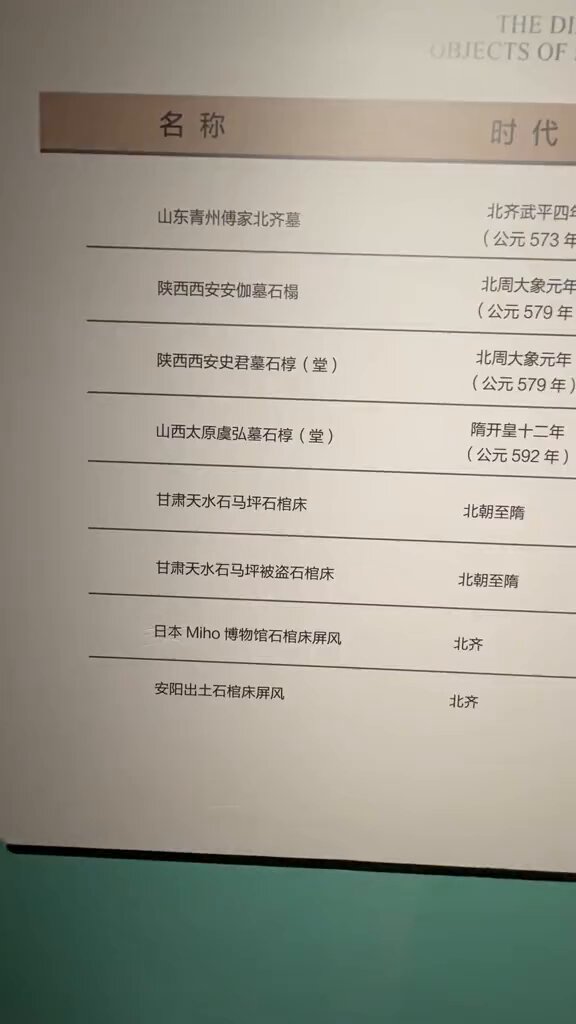 THE
OBJECTS OF
名称 时代
山东青州傅家北齐墓 北齐武平四年
（公元 573 年
陕西西安安伽墓石榻 北周大象元年
（公元 579 年
陕西西安史君墓石椁（堂） 北周大象元年
（公元 579 年）
山西太原虞弘墓石椁（堂） 隋开皇十二年
（公元 592 年）
甘肃天水石马坪石棺床 北朝至隋
甘肃天水石马坪被盗石棺床 北朝至隋
日本 Miho 博物馆石棺床屏风 北齐
安阳出土石棺床屏风 北齐